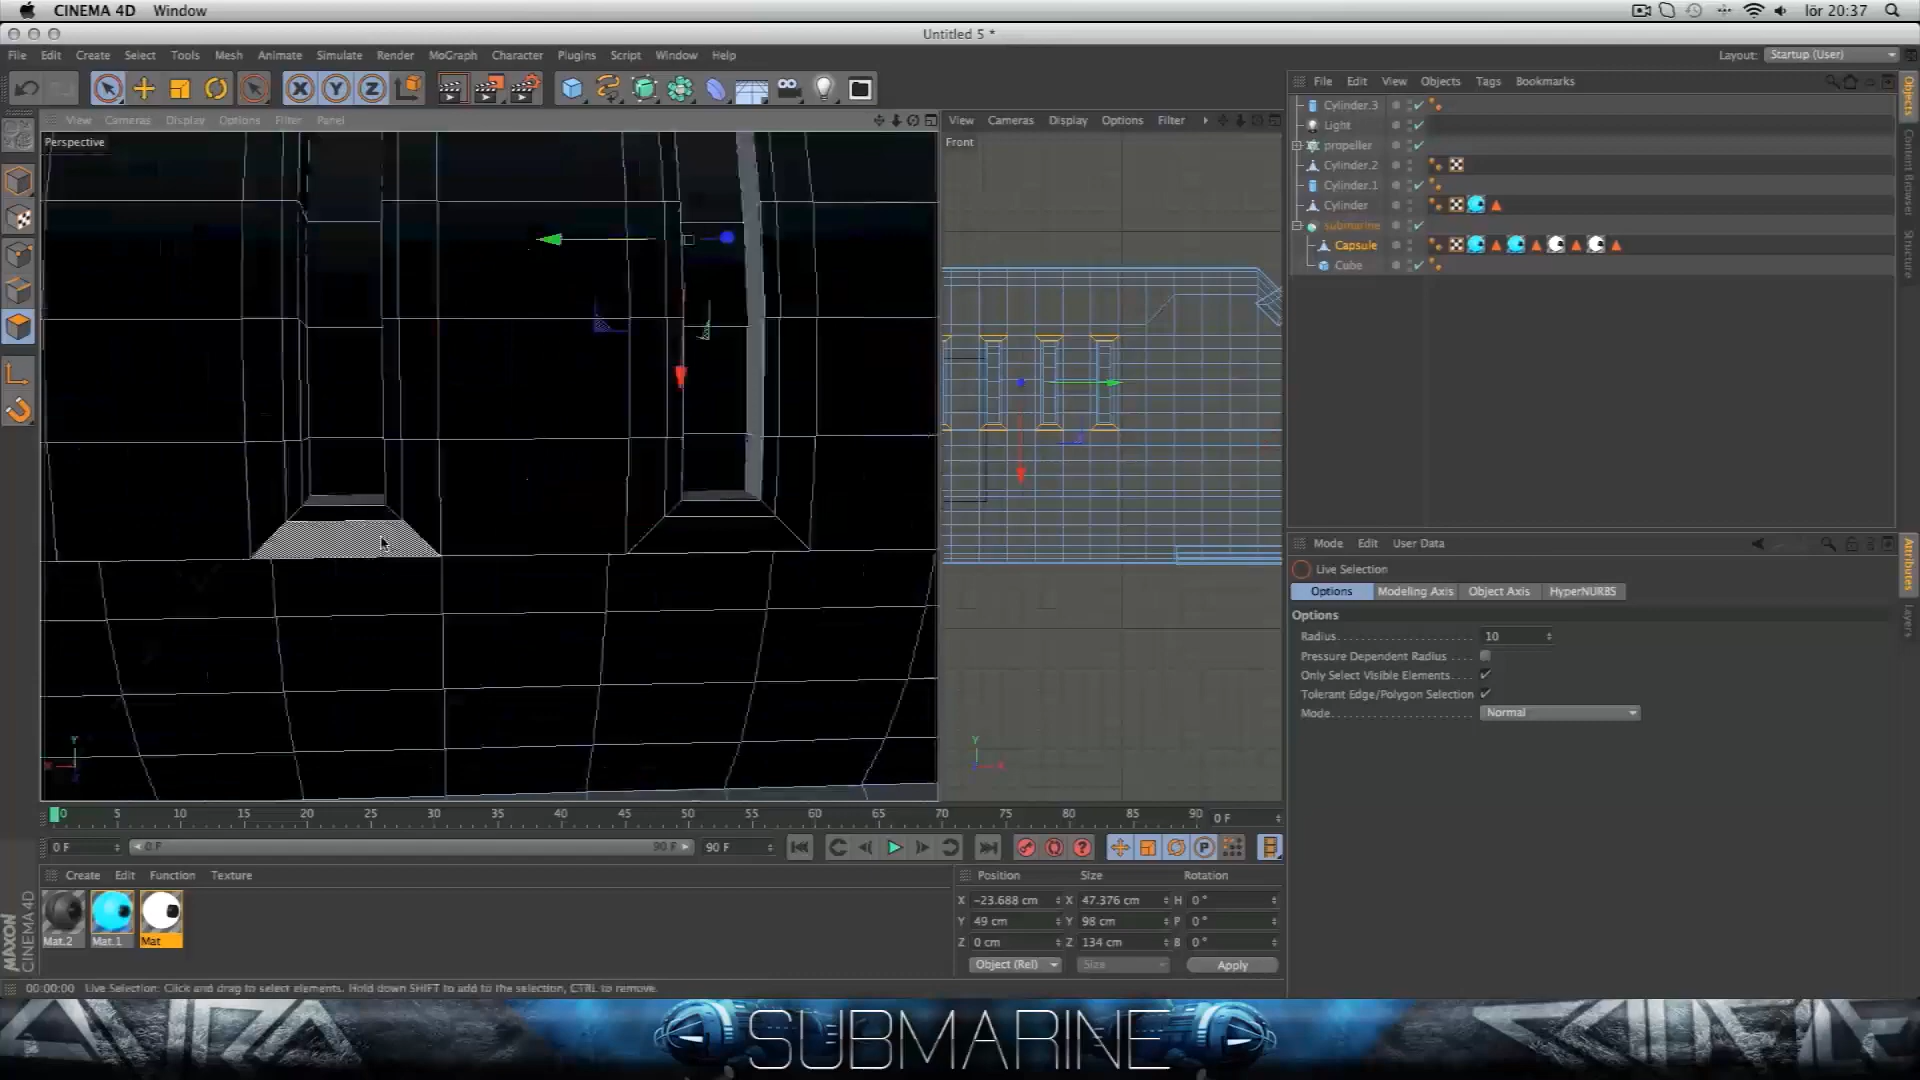 CINEMA 4D Window lör 20:37
Untitled 5 *
File Edit Create Select Tools Mesh Animate Simulate Render MoGraph Character Plugins Script Window Help Layout: Startup (User)
File Edit View Objects Tags Bookmarks
View Cameras Display Options Filter Panel
View Cameras Display Options Filter
Perspective
Front
Cylinder.3
Light
propeller
Cylinder.2
Cylinder.1
Cylinder
submarine
Capsule
Cube
Objects
Content Browser
Structure
Mode Edit User Data
Live Selection
Options Modeling Axis Object Axis HyperNURBS
Options
Radius 10
Pressure Dependent Radius
Only Select Visible Elements
Tolerant Edge/Polygon Selection
Mode Normal
Attributes
Layers
0 5 10 15 20 25 30 35 40 45 50 55 60 65 70 75 80 85 90 0 F
0 F 0 F 90 F 90 F
Create Edit Function Texture
Mat.2 Mat.1 Mat
Position Size Rotation
X -23.688 cm X 47.376 cm H 0 °
Y 49 cm Y 98 cm P 0 °
Z 0 cm Z 134 cm B 0 °
Object (Rel) Size Apply
MAXON
CINEMA 4D
00:00:00 Live Selection: Click and drag to select elements. Hold down SHIFT to add to the selection, CTRL to remove.
SUBMARINE